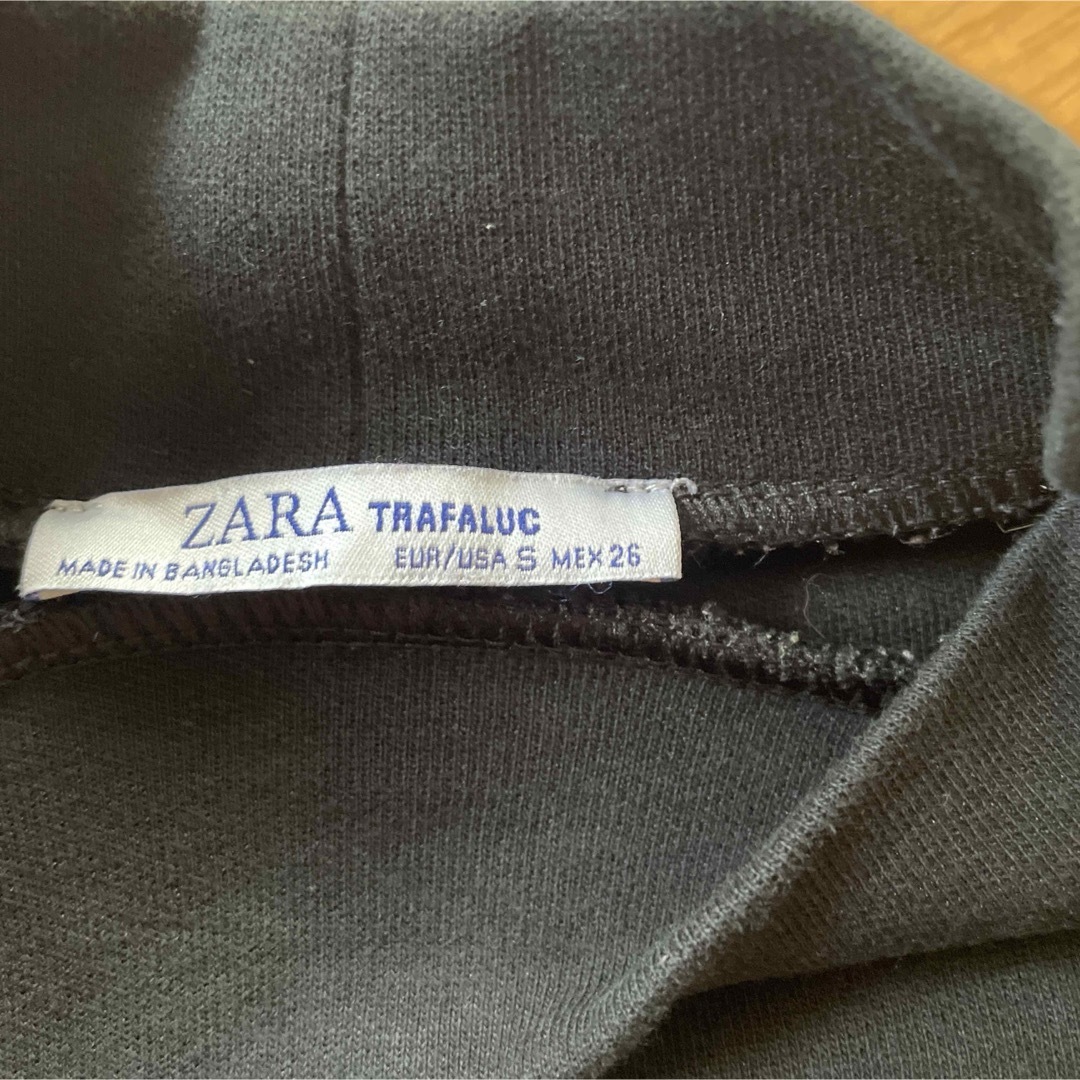 ZARA TRAFALUC
MADE IN BANGLADESH EUR/USA S MEX 26